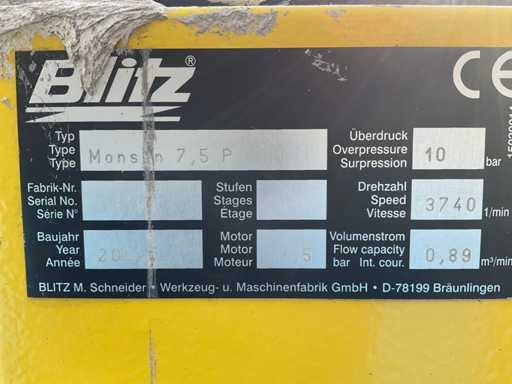 Blitz®
CE
Typ
Type
Type
7,5 P
Überdruck
Overpressure
Surpression
10 bar
Fabrik-Nr.
Serial No.
Série N°
Stufen
Stages
Étage
Drehzahl
Speed
Vitesse
3740 1/min
Baujahr
Year
Année
Motor
Motor
Moteur
Volumenstrom
Flow capacity
bar Int. cour.
0,89 m³/min
BLITZ M. Schneider • Werkzeug- u. Maschinenfabrik GmbH • D-78199 Bräunlingen